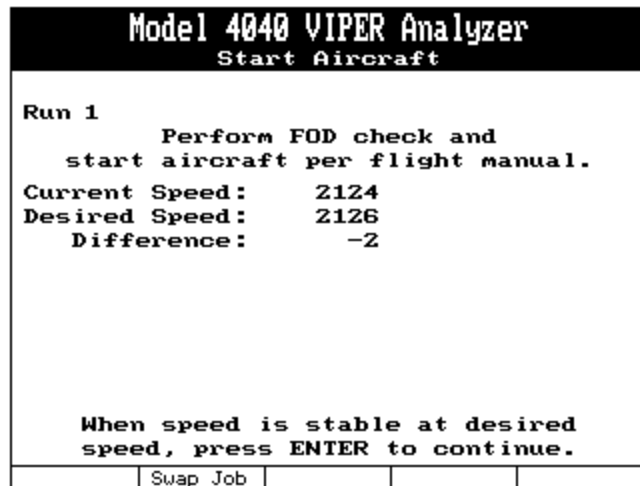 Model 4040 VIPER Analyzer
Start Aircraft
Run 1
Perform FOD check and
start aircraft per flight manual.
Current Speed: 2124
Desired Speed: 2126
Difference: -2
When speed is stable at desired
speed, press ENTER to continue.
Swap Job